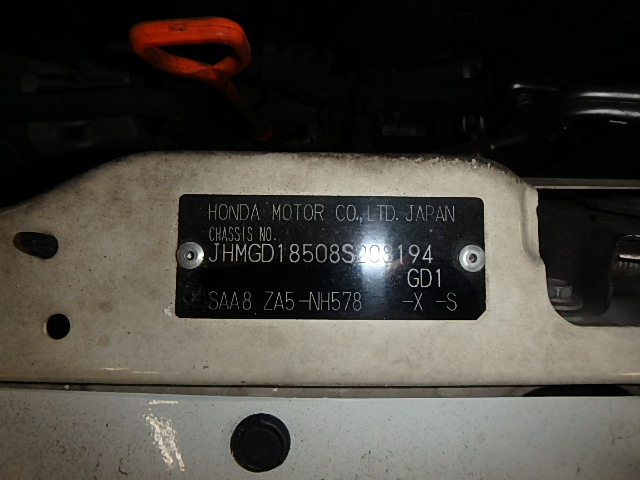 HONDA MOTOR CO.,LTD. JAPAN
CHASSIS NO.
JHMGD18508S208194
GD1
SAA8 ZA5-NH578 -X -S